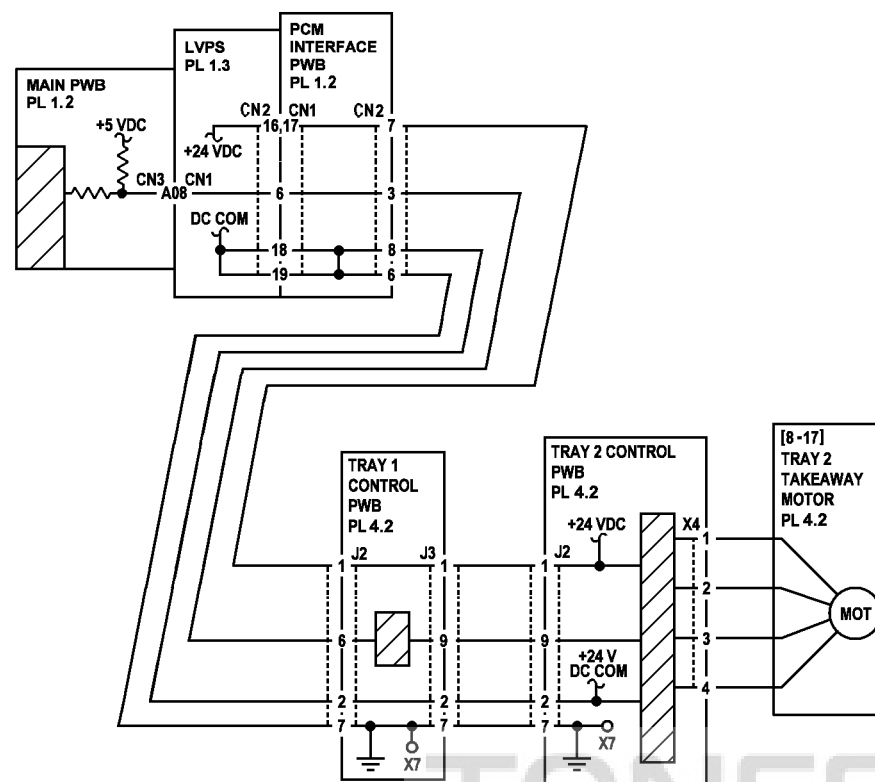 PCM
INTERFACE
PWB
PL 1.2
LVPS
PL 1.3
MAIN PWB
PL 1.2
+5 VDC
+24 VDC
CN2
CN1
CN2
16,17
7
CN3
A08
CN1
6
3
DC COM
18
8
19
6
TRAY 1
CONTROL
PWB
PL 4.2
TRAY 2 CONTROL
PWB
PL 4.2
[8 -17]
TRAY 2
TAKEAWAY
MOTOR
PL 4.2
+24 VDC
X4
1
2
3
4
MOT
J2
J3
J2
1
1
1
6
9
9
+24 V
DC COM
2
2
2
7
7
7
X7
X7